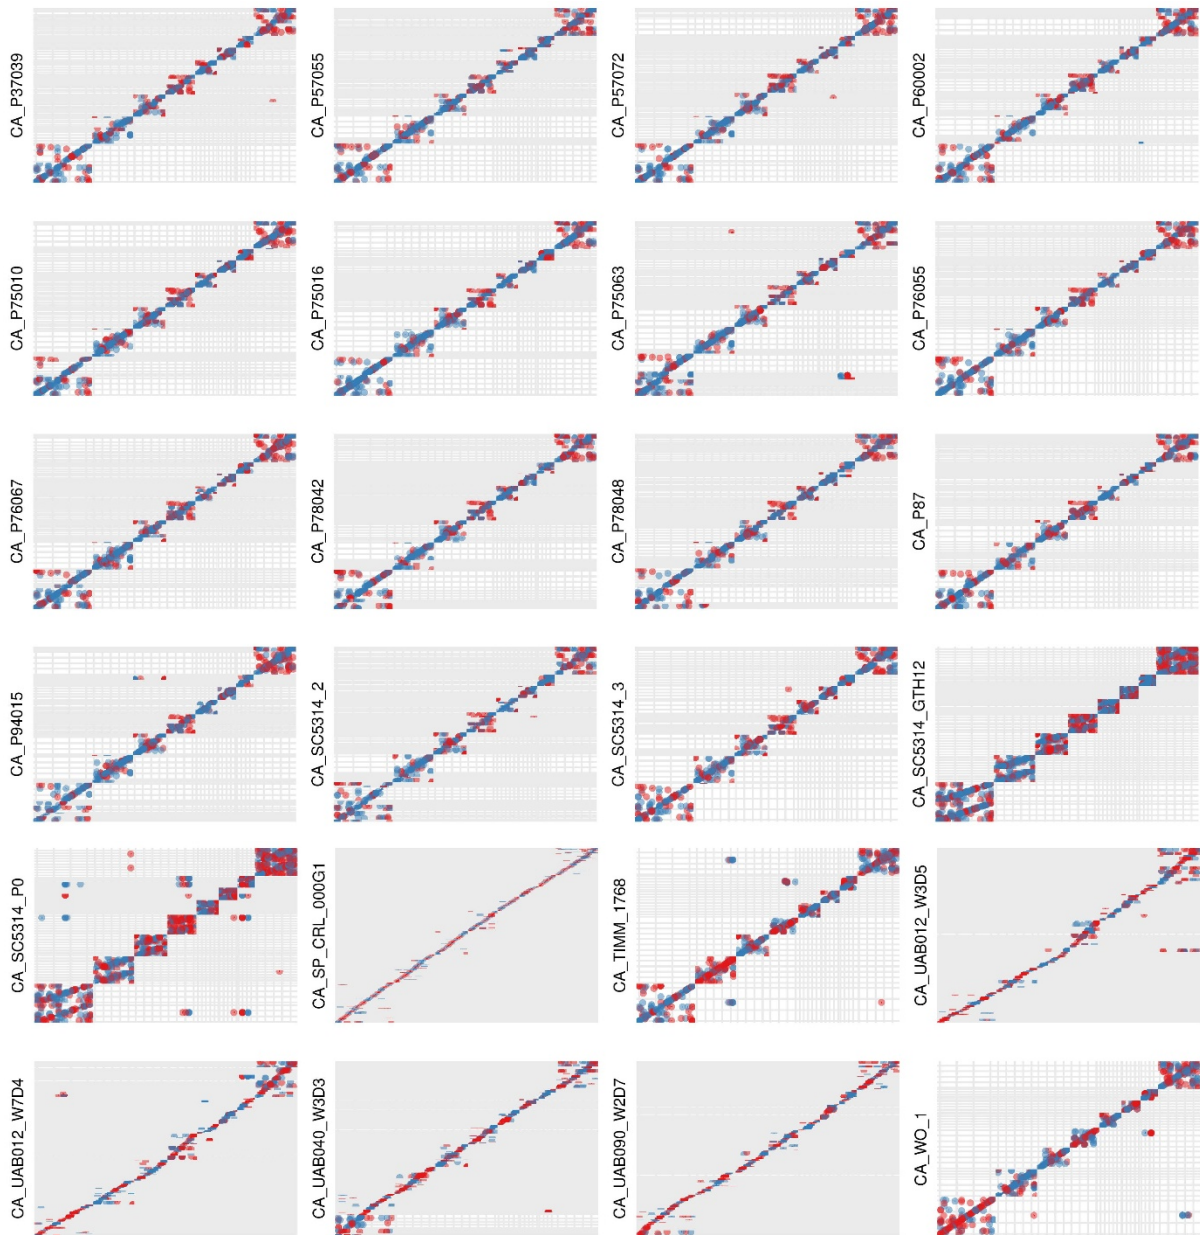 CA_P37039
CA_P57055
CA_P57072
CA_P60002
CA_P75010
CA_P75016
CA_P75063
CA_P76055
CA_P76067
CA_P78042
CA_P78048
CA_P87
CA_P94015
CA_SC5314_2
CA_SC5314_3
CA_SC5314_GTH12
CA_SC5314_P0
CA_SP_CRL_000G1
CA_TIMM_1768
CA_UAB012_W3D5
CA_UAB012_W7D4
CA_UAB040_W3D3
CA_UAB090_W2D7
CA_WO_1